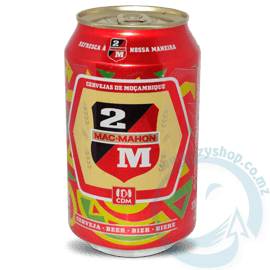 REFRESCA À
2
M
NOSSA MANEIRA
CERVEJAS DE MOÇAMBIQUE
2
MAC-MAHON
M
CDM
CERVEJA · BEER · BIER · BIERE